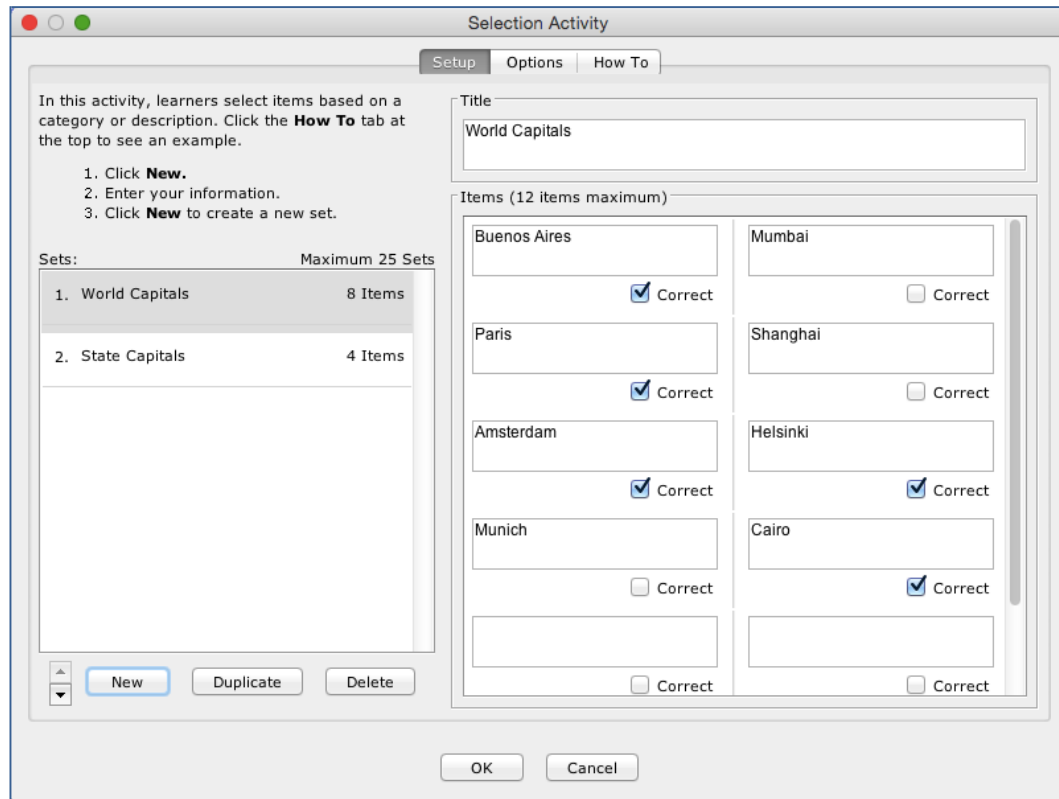 Selection Activity
Setup Options How To
In this activity, learners select items based on a
category or description. Click the How To tab at
the top to see an example.
1. Click New.
2. Enter your information.
3. Click New to create a new set.
Sets: Maximum 25 Sets
1. World Capitals 8 Items
2. State Capitals 4 Items
New Duplicate Delete
Title
World Capitals
Items (12 items maximum)
Buenos Aires Mumbai
Correct Correct
Paris Shanghai
Correct Correct
Amsterdam Helsinki
Correct Correct
Munich Cairo
Correct Correct
Correct Correct
OK Cancel